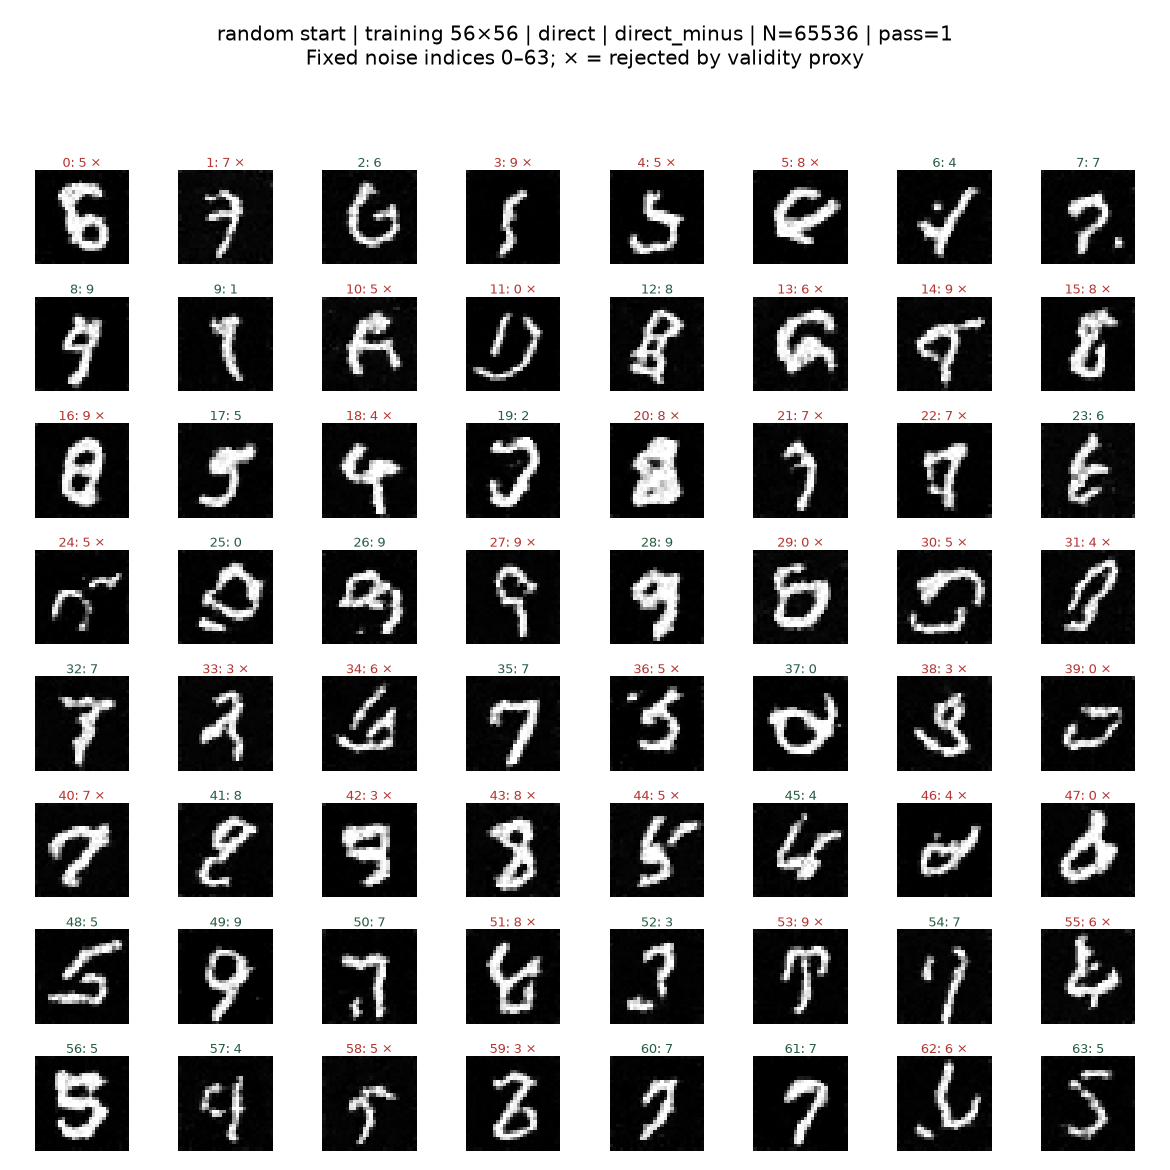 random start | training 56×56 | direct | direct_minus | N=65536 | pass=1
Fixed noise indices 0–63; × = rejected by validity proxy
0: 5 × 1: 7 × 2: 6 3: 9 × 4: 5 × 5: 8 × 6: 4 7: 7
8: 9 9: 1 10: 5 × 11: 0 × 12: 8 13: 6 × 14: 9 × 15: 8 ×
16: 9 × 17: 5 18: 4 × 19: 2 20: 8 × 21: 7 × 22: 7 × 23: 6
24: 5 × 25: 0 26: 9 27: 9 × 28: 9 29: 0 × 30: 5 × 31: 4 ×
32: 7 33: 3 × 34: 6 × 35: 7 36: 5 × 37: 0 38: 3 × 39: 0 ×
40: 7 × 41: 8 42: 3 × 43: 8 × 44: 5 × 45: 4 46: 4 × 47: 0 ×
48: 5 49: 9 50: 7 51: 8 × 52: 3 53: 9 × 54: 7 55: 6 ×
56: 5 57: 4 58: 5 × 59: 3 × 60: 7 61: 7 62: 6 × 63: 5